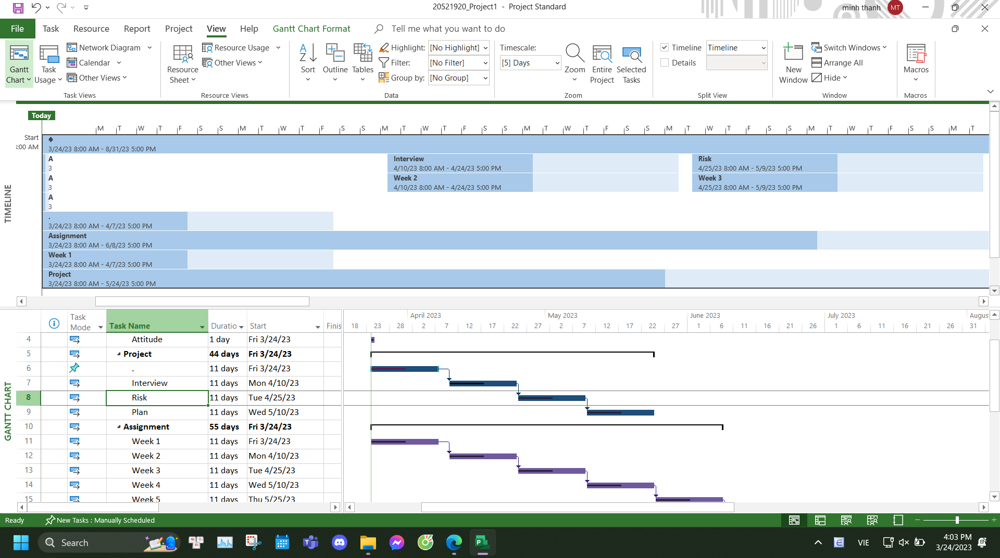 20521920_Project1 - Project Standard
minh thanh MT
File Task Resource Report Project View Help Gantt Chart Format Tell me what you want to do
Gantt Chart
Task Usage
Network Diagram
Calendar
Other Views
Task Views
Resource Sheet
Resource Usage
Other Views
Resource Views
Sort
Outline
Tables
Highlight: [No Highlight]
Filter: [No Filter]
Group by: [No Group]
Data
Timescale:
[5] Days
Zoom
Entire Project
Selected Tasks
Zoom
Timeline Timeline
Details
Split View
New Window
Switch Windows
Arrange All
Hide
Window
Macros
Macros
TIMELINE
Today
M T W T F S S M T W T F S S M T W T F S S M T W T F S S M T W T F S S M T W T F S S M T
Start
:00 AM
♠
3/24/23 8:00 AM - 8/31/23 5:00 PM
A
3
Interview
4/10/23 8:00 AM - 4/24/23 5:00 PM
Risk
4/25/23 8:00 AM - 5/9/23 5:00 PM
A
3
Week 2
4/10/23 8:00 AM - 4/24/23 5:00 PM
Week 3
4/25/23 8:00 AM - 5/9/23 5:00 PM
A
3
.
3/24/23 8:00 AM - 4/7/23 5:00 PM
Assignment
3/24/23 8:00 AM - 6/8/23 5:00 PM
Week 1
3/24/23 8:00 AM - 4/7/23 5:00 PM
Project
3/24/23 8:00 AM - 5/24/23 5:00 PM
GANTT CHART
Task Mode Task Name Duratio Start Finis
April 2023 May 2023 June 2023 July 2023 Augus
18 23 28 2 7 12 17 22 27 2 7 12 17 22 27 1 6 11 16 21 26 1 6 11 16 21 26 31
4 Attitude 1 day Fri 3/24/23
5 Project 44 days Fri 3/24/23
6 . 11 days Fri 3/24/23
7 Interview 11 days Mon 4/10/23
8 Risk 11 days Tue 4/25/23
9 Plan 11 days Wed 5/10/23
10 Assignment 55 days Fri 3/24/23
11 Week 1 11 days Fri 3/24/23
12 Week 2 11 days Mon 4/10/23
13 Week 3 11 days Tue 4/25/23
14 Week 4 11 days Wed 5/10/23
15 Week 5 11 days Thu 5/25/23
Ready New Tasks : Manually Scheduled
Search
VIE
4:03 PM
3/24/2023